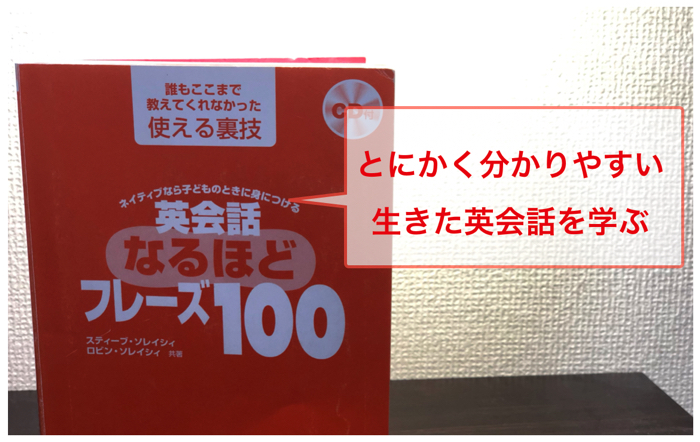 誰もここまで
教えてくれなかった
使える裏技
CD付
ネイティブなら子どものときに身につける
英会話
なるほど
フレーズ100
スティーブ・ソレイシィ
ロビン・ソレイシィ 共著
とにかく分かりやすい
生きた英会話を学ぶ